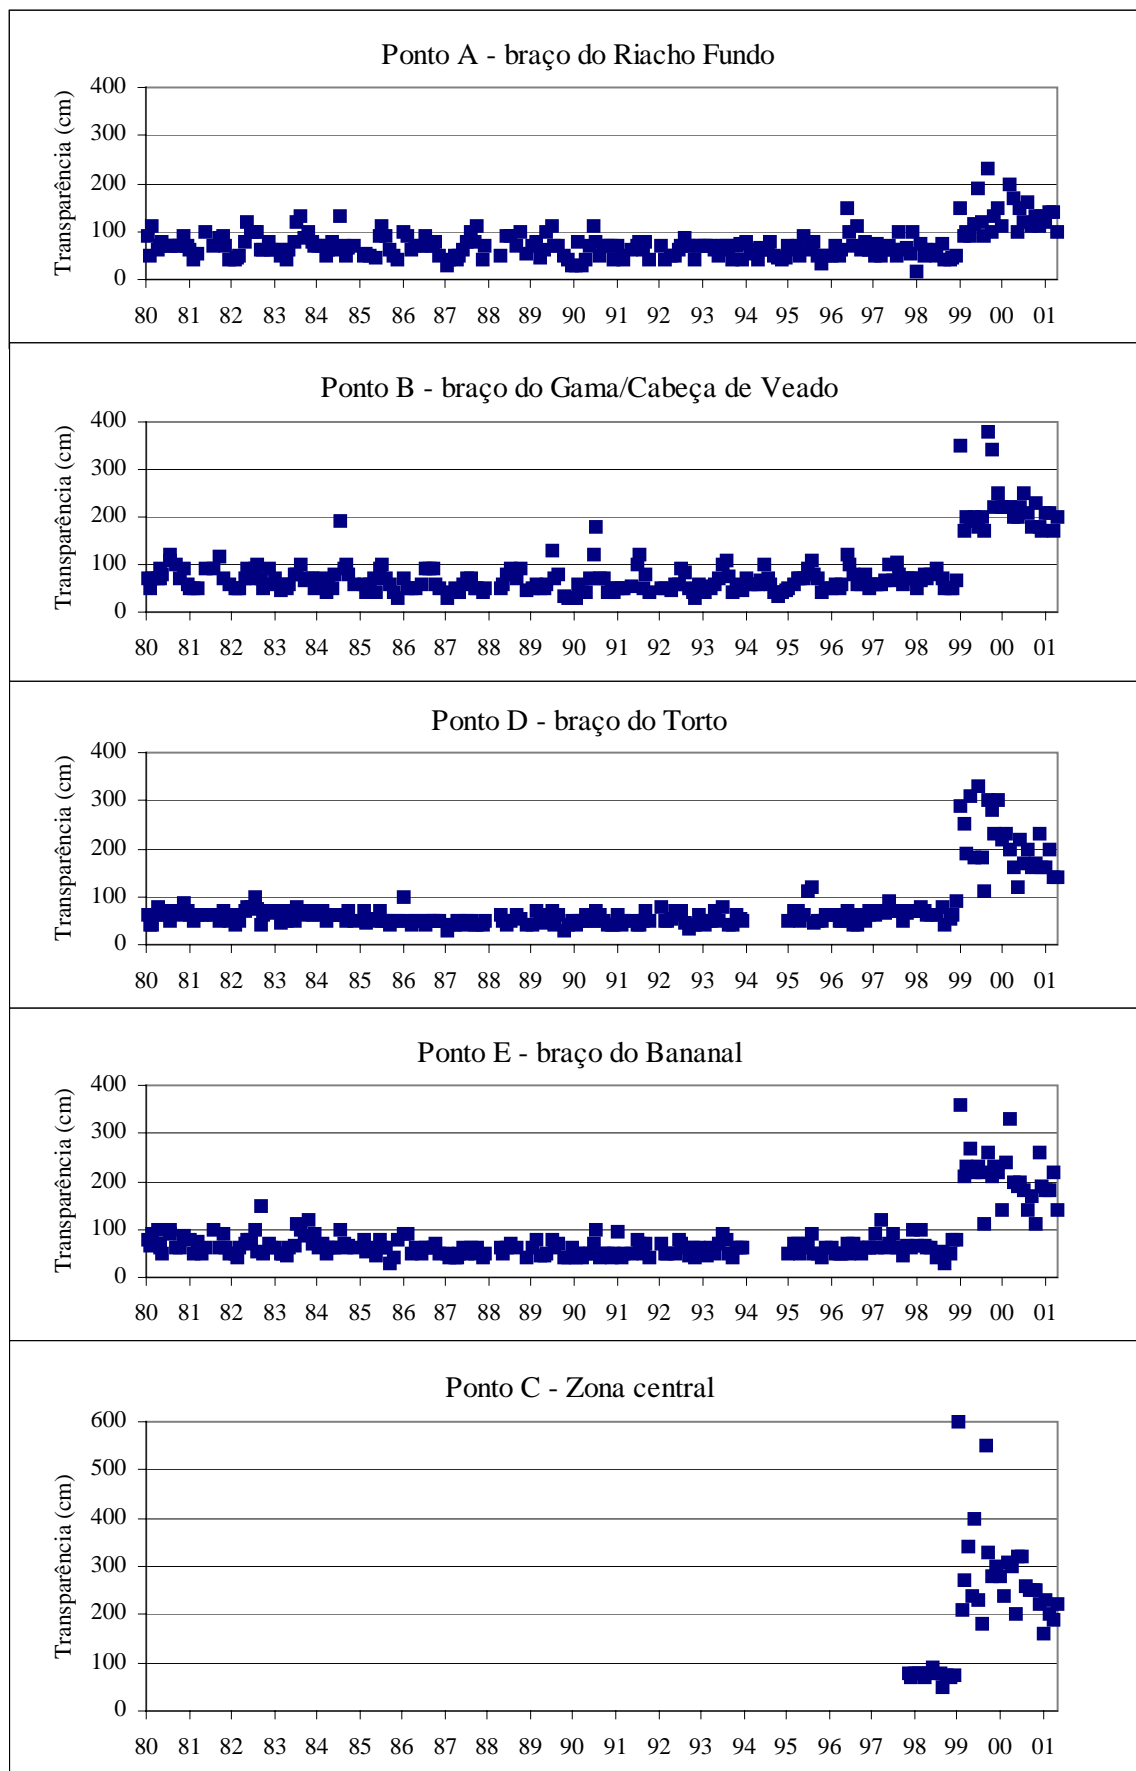 Ponto A - braço do Riacho Fundo
Transparência (cm)
400
300
200
100
0
80 81 82 83 84 85 86 87 88 89 90 91 92 93 94 95 96 97 98 99 00 01
Ponto B - braço do Gama/Cabeça de Veado
Transparência (cm)
400
300
200
100
0
80 81 82 83 84 85 86 87 88 89 90 91 92 93 94 95 96 97 98 99 00 01
Ponto D - braço do Torto
Transparência (cm)
400
300
200
100
0
80 81 82 83 84 85 86 87 88 89 90 91 92 93 94 95 96 97 98 99 00 01
Ponto E - braço do Bananal
Transparência (cm)
400
300
200
100
0
80 81 82 83 84 85 86 87 88 89 90 91 92 93 94 95 96 97 98 99 00 01
Ponto C - Zona central
Transparência (cm)
600
500
400
300
200
100
0
80 81 82 83 84 85 86 87 88 89 90 91 92 93 94 95 96 97 98 99 00 01